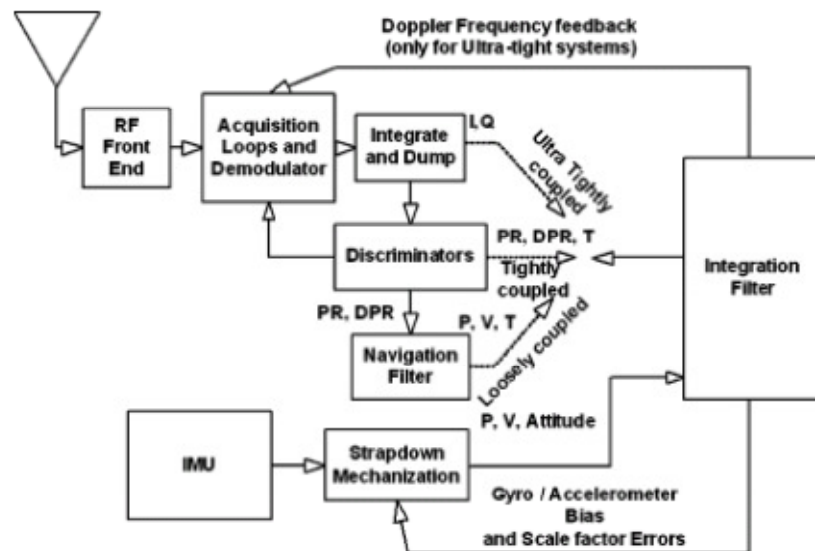 Doppler Frequency feedback
(only for Ultra-tight systems)
RF
Front
End
Acquisition
Loops and
Demodulator
Integrate
and Dump
I,Q
Ultra Tightly
coupled
Discriminators
PR, DPR, T
Tightly
coupled
Integration
Filter
PR, DPR
P, V, T
Loosely coupled
Navigation
Filter
P, V, Attitude
IMU
Strapdown
Mechanization
Gyro / Accelerometer
Bias
and Scale factor Errors